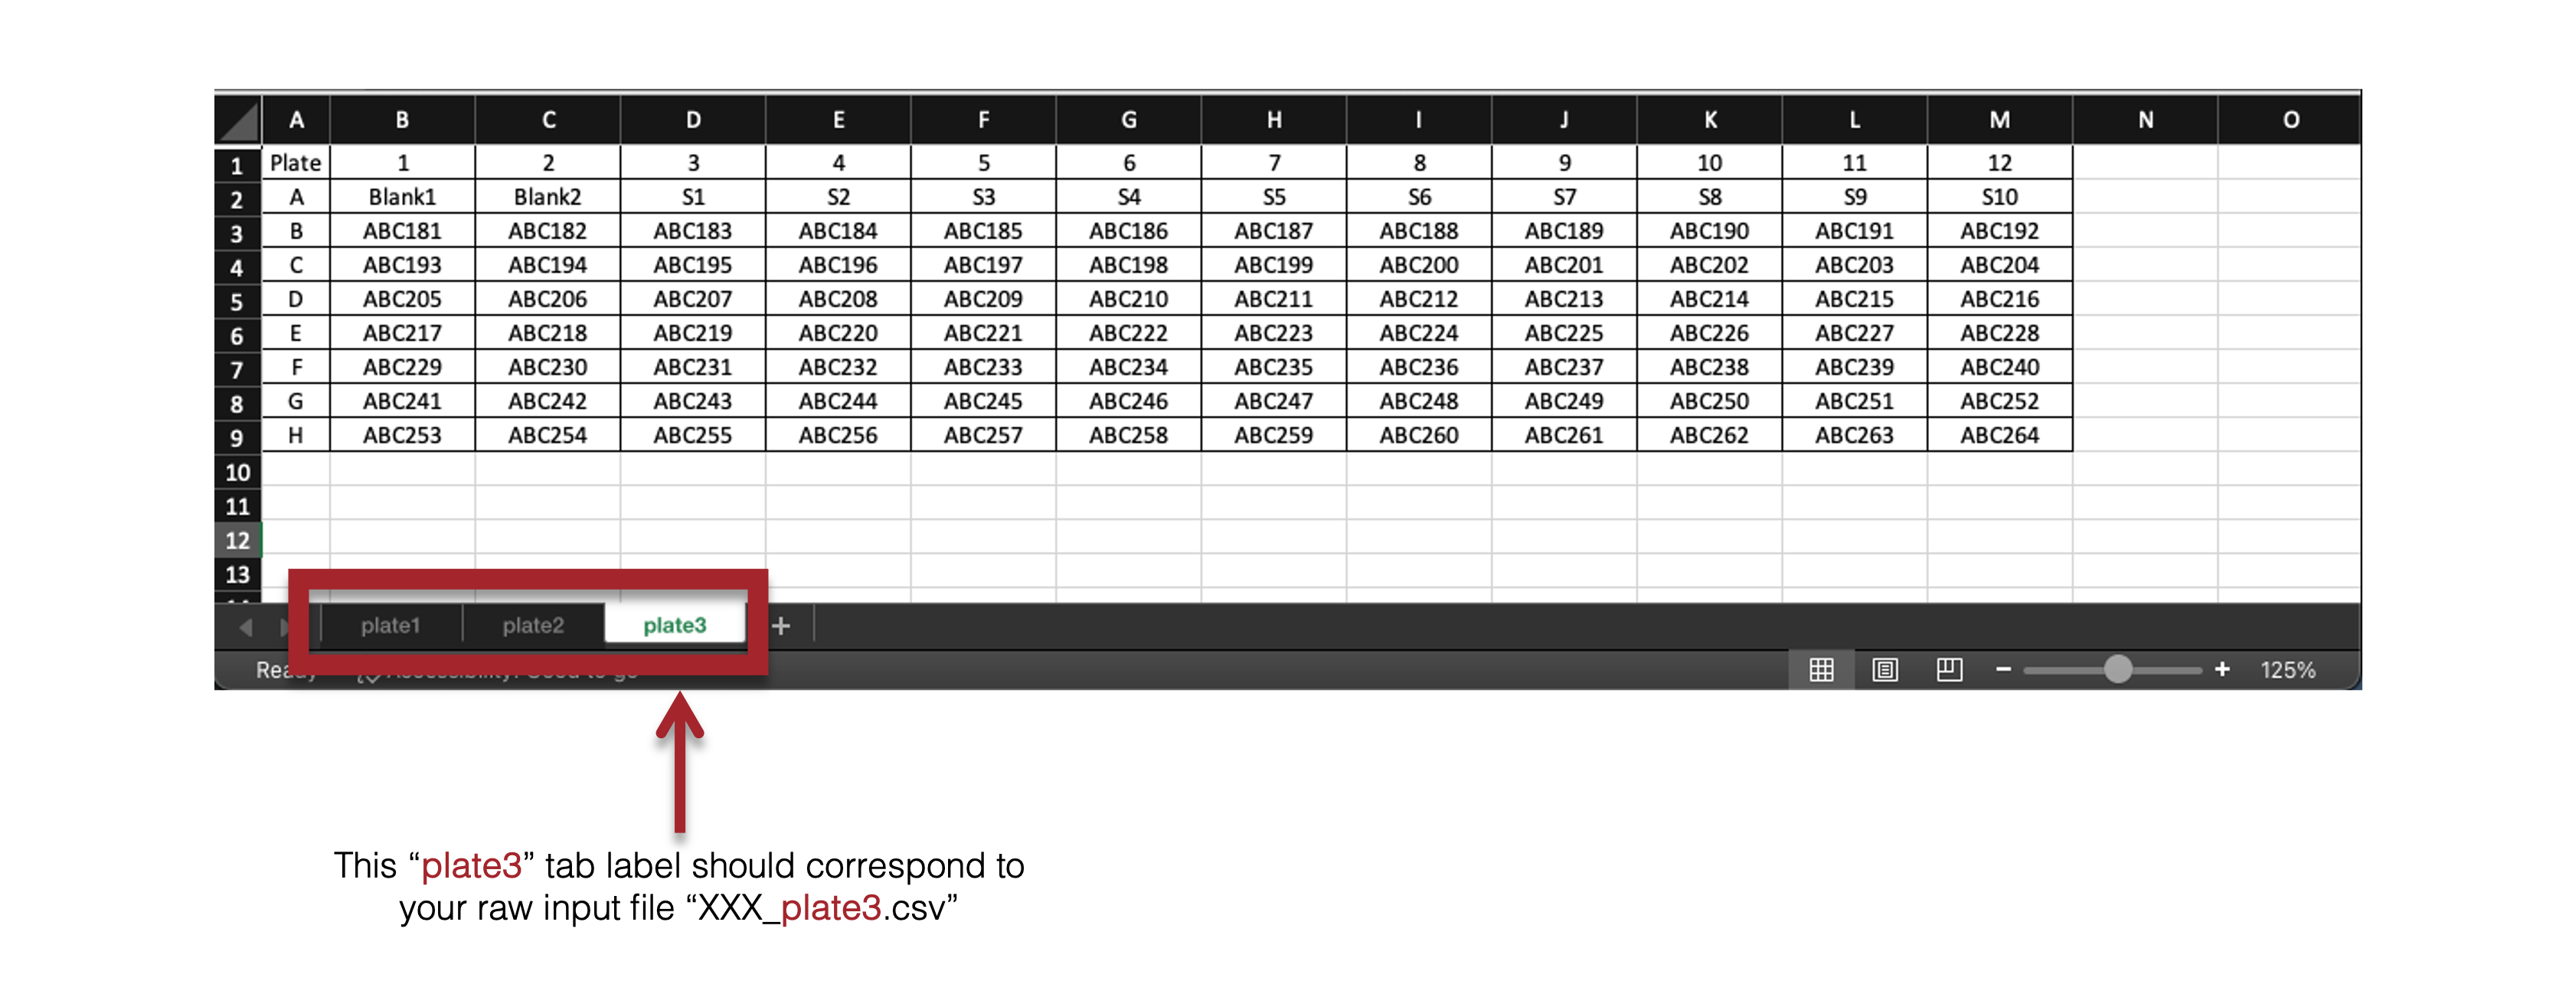 A B C D E F G H I J K L M N O
1 Plate 1 2 3 4 5 6 7 8 9 10 11 12
2 A Blank1 Blank2 S1 S2 S3 S4 S5 S6 S7 S8 S9 S10
3 B ABC181 ABC182 ABC183 ABC184 ABC185 ABC186 ABC187 ABC188 ABC189 ABC190 ABC191 ABC192
4 C ABC193 ABC194 ABC195 ABC196 ABC197 ABC198 ABC199 ABC200 ABC201 ABC202 ABC203 ABC204
5 D ABC205 ABC206 ABC207 ABC208 ABC209 ABC210 ABC211 ABC212 ABC213 ABC214 ABC215 ABC216
6 E ABC217 ABC218 ABC219 ABC220 ABC221 ABC222 ABC223 ABC224 ABC225 ABC226 ABC227 ABC228
7 F ABC229 ABC230 ABC231 ABC232 ABC233 ABC234 ABC235 ABC236 ABC237 ABC238 ABC239 ABC240
8 G ABC241 ABC242 ABC243 ABC244 ABC245 ABC246 ABC247 ABC248 ABC249 ABC250 ABC251 ABC252
9 H ABC253 ABC254 ABC255 ABC256 ABC257 ABC258 ABC259 ABC260 ABC261 ABC262 ABC263 ABC264
10
11
12
13
plate1 plate2 plate3 +
125%
This “plate3” tab label should correspond to
your raw input file “XXX_plate3.csv”